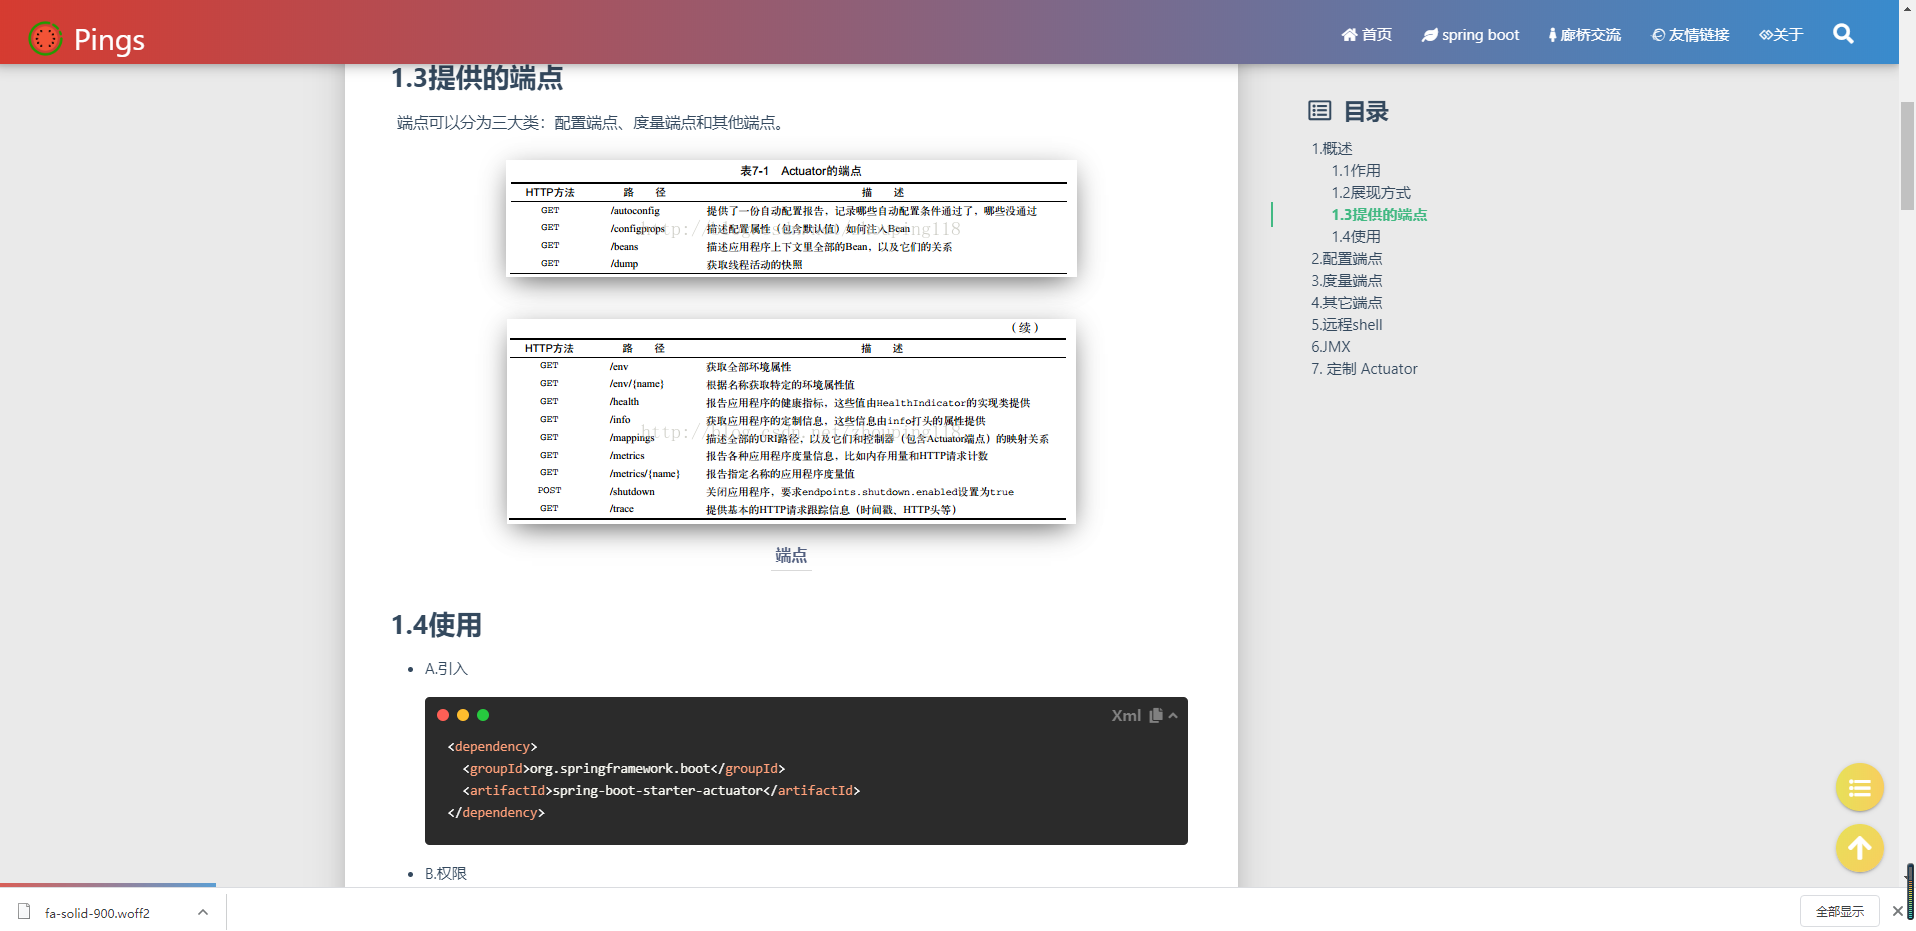 Pings
首页
spring boot
廊桥交流
友情链接
关于
1.3提供的端点
端点可以分为三大类：配置端点、度量端点和其他端点。
表7-1 Actuator的端点
HTTP方法 路 径 描 述
GET /autoconfig 提供了一份自动配置报告，记录哪些自动配置条件通过了，哪些没通过
GET /configprops 描述配置属性（包含默认值）如何注入Bean
GET /beans 描述应用程序上下文里全部的Bean，以及它们的关系
GET /dump 获取线程活动的快照
（续）
HTTP方法 路 径 描 述
GET /env 获取全部环境属性
GET /env/{name} 根据名称获取特定的环境属性值
GET /health 报告应用程序的健康指标，这些值由HealthIndicator的实现类提供
GET /info 获取应用程序的定制信息，这些信息由info打头的属性提供
http://blog.csdn.net/zhouping118
GET /mappings 描述全部的URI路径，以及它们和控制器（包含Actuator端点）的映射关系
GET /metrics 报告各种应用程序度量信息，比如内存用量和HTTP请求计数
GET /metrics/{name} 报告指定名称的应用程序度量值
POST /shutdown 关闭应用程序，要求endpoints.shutdown.enabled设置为true
GET /trace 提供基本的HTTP请求跟踪信息（时间戳、HTTP头等）
端点
1.4使用
A.引入
Xml
<dependency>
<groupId>org.springframework.boot</groupId>
<artifactId>spring-boot-starter-actuator</artifactId>
</dependency>
B.权限
目录
1.概述
1.1作用
1.2展现方式
1.3提供的端点
1.4使用
2.配置端点
3.度量端点
4.其它端点
5.远程shell
6.JMX
7. 定制 Actuator
fa-solid-900.woff2
全部显示